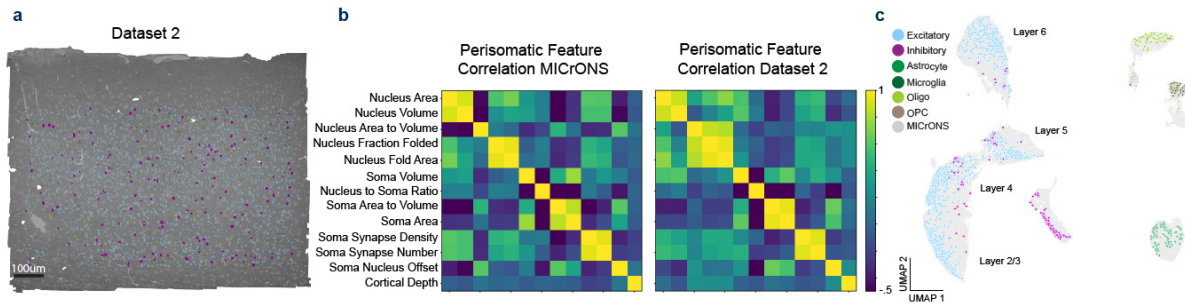 a
Dataset 2
100um
b
Perisomatic Feature
Correlation MICrONS
Perisomatic Feature
Correlation Dataset 2
Nucleus Area
Nucleus Volume
Nucleus Area to Volume
Nucleus Fraction Folded
Nucleus Fold Area
Soma Volume
Nucleus to Soma Ratio
Soma Area to Volume
Soma Area
Soma Synapse Density
Soma Synapse Number
Soma Nucleus Offset
Cortical Depth
1
-.5
c
Excitatory
Inhibitory
Astrocyte
Microglia
Oligo
OPC
MICrONS
Layer 6
Layer 5
Layer 4
Layer 2/3
UMAP 2
UMAP 1